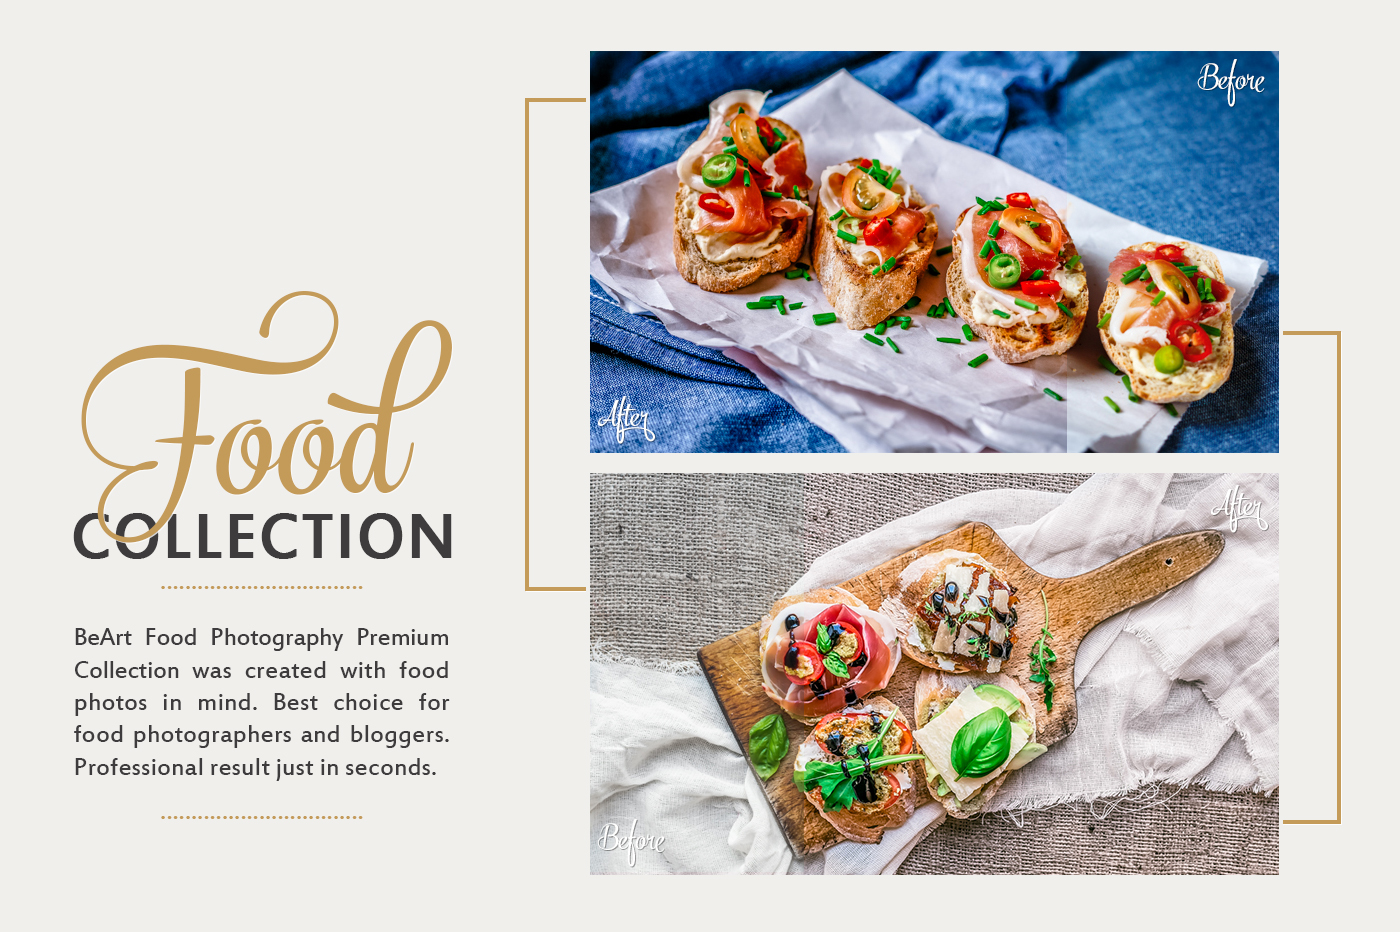 Food
COLLECTION
BeArt Food Photography Premium
Collection was created with food
photos in mind. Best choice for
food photographers and bloggers.
Professional result just in seconds.
Before
After
After
Before